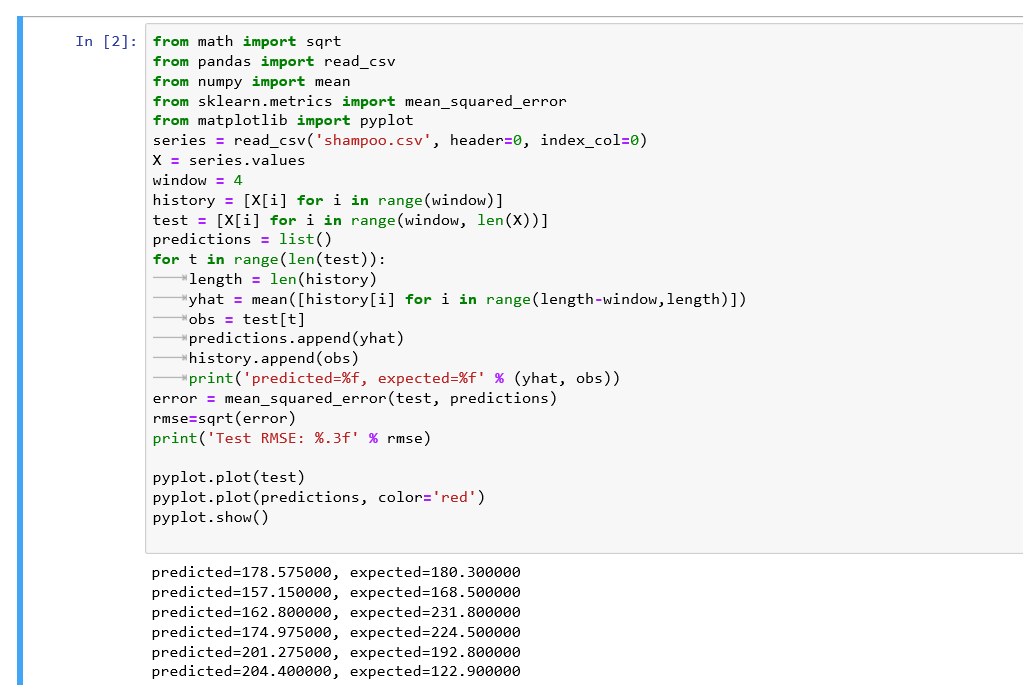 In [2]:
from math import sqrt
from pandas import read_csv
from numpy import mean
from sklearn.metrics import mean_squared_error
from matplotlib import pyplot
series = read_csv('shampoo.csv', header=0, index_col=0)
X = series.values
window = 4
history = [X[i] for i in range(window)]
test = [X[i] for i in range(window, len(X))]
predictions = list()
for t in range(len(test)):
    length = len(history)
    yhat = mean([history[i] for i in range(length-window,length)])
    obs = test[t]
    predictions.append(yhat)
    history.append(obs)
    print('predicted=%f, expected=%f' % (yhat, obs))
error = mean_squared_error(test, predictions)
rmse=sqrt(error)
print('Test RMSE: %.3f' % rmse)
pyplot.plot(test)
pyplot.plot(predictions, color='red')
pyplot.show()
predicted=178.575000, expected=180.300000
predicted=157.150000, expected=168.500000
predicted=162.800000, expected=231.800000
predicted=174.975000, expected=224.500000
predicted=201.275000, expected=192.800000
predicted=204.400000, expected=122.900000